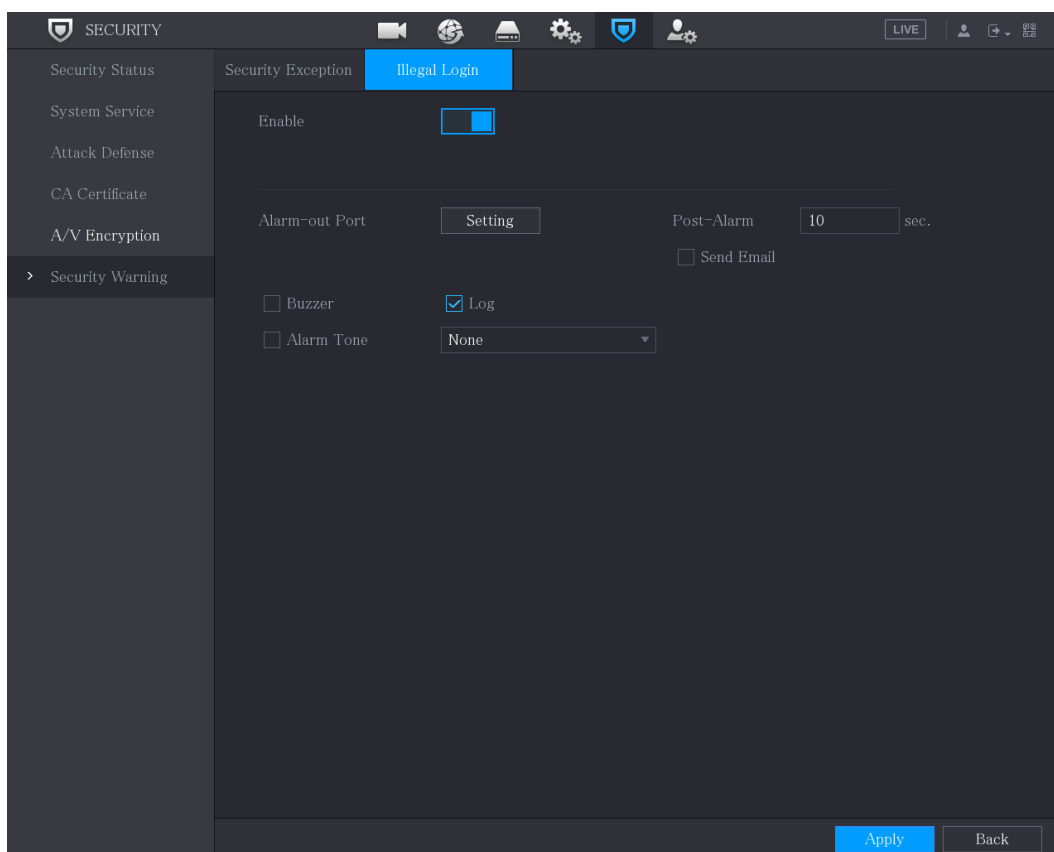 SECURITY
LIVE
Security Status
System Service
Attack Defense
CA Certificate
A/V Encryption
Security Warning
Security Exception
Illegal Login
Enable
Alarm-out Port Setting Post-Alarm 10 sec.
Send Email
Buzzer Log
Alarm Tone None
Apply Back